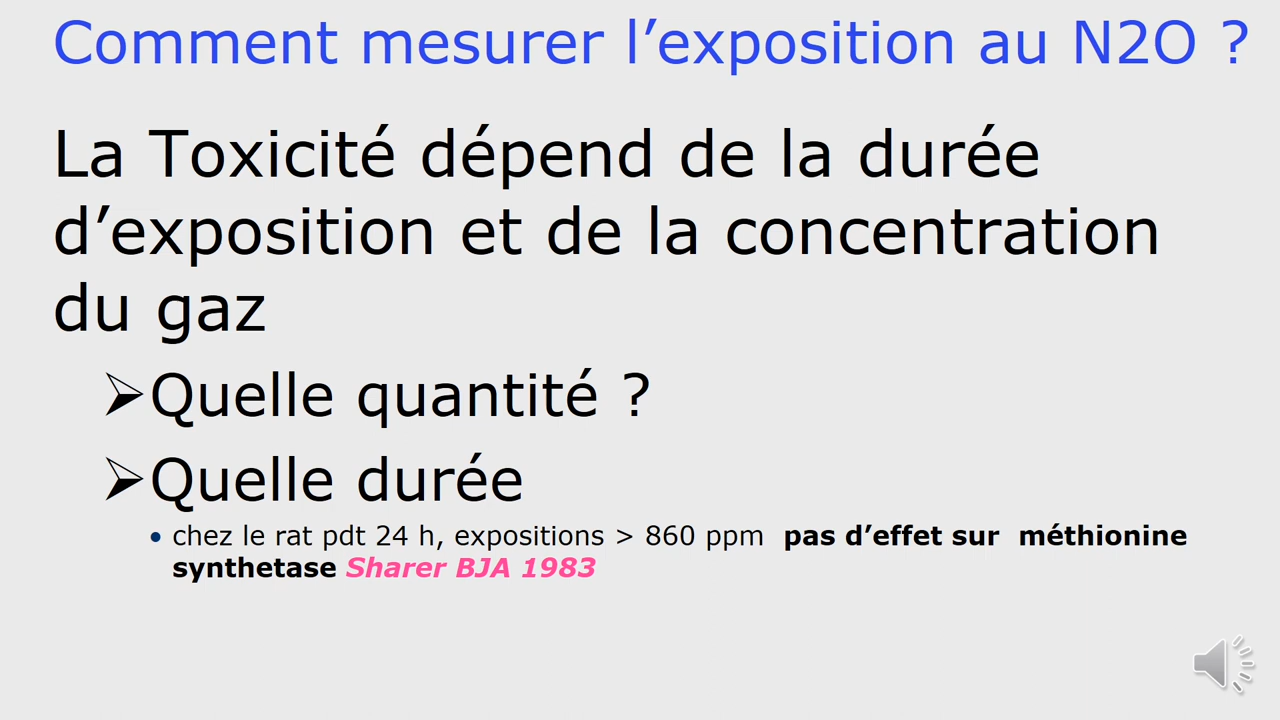 Comment mesurer l’exposition au N2O ?
La Toxicité dépend de la durée
d’exposition et de la concentration
du gaz
➢Quelle quantité ?
➢Quelle durée
• chez le rat pdt 24 h, expositions > 860 ppm pas d’effet sur méthionine
synthetase Sharer BJA 1983